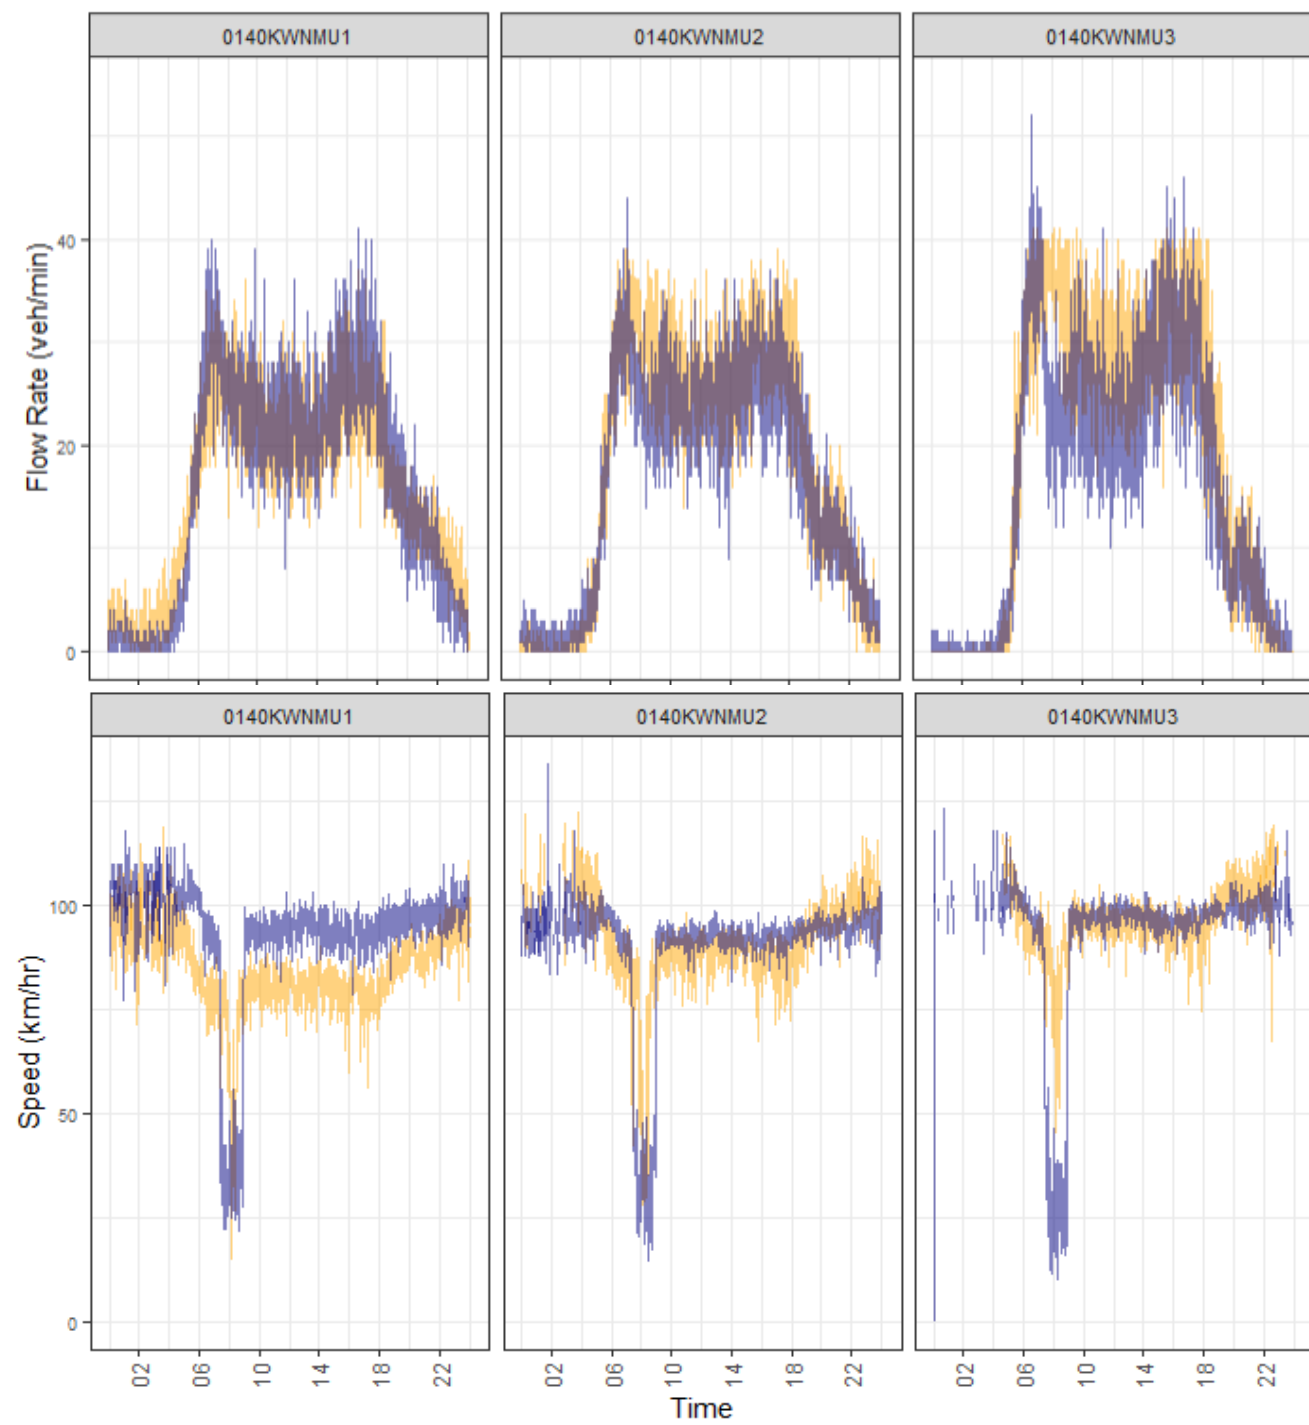 0140KWNMU1 0140KWNMU2 0140KWNMU3
Flow Rate (veh/min)
40
20
0
0140KWNMU1 0140KWNMU2 0140KWNMU3
Speed (km/hr)
100
50
0
02 06 10 14 18 22 02 06 10 14 18 22 02 06 10 14 18 22
Time